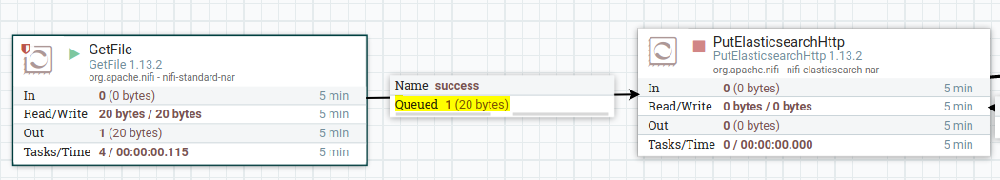 GetFile
GetFile 1.13.2
org.apache.nifi - nifi-standard-nar
In 0 (0 bytes) 5 min
Read/Write 20 bytes / 20 bytes 5 min
Out 1 (20 bytes) 5 min
Tasks/Time 4 / 00:00:00.115 5 min
Name success
Queued 1 (20 bytes)
PutElasticsearchHttp
PutElasticsearchHttp 1.13.2
org.apache.nifi - nifi-elasticsearch-nar
In 0 (0 bytes) 5 min
Read/Write 0 bytes / 0 bytes 5 min
Out 0 (0 bytes) 5 min
Tasks/Time 0 / 00:00:00.000 5 min